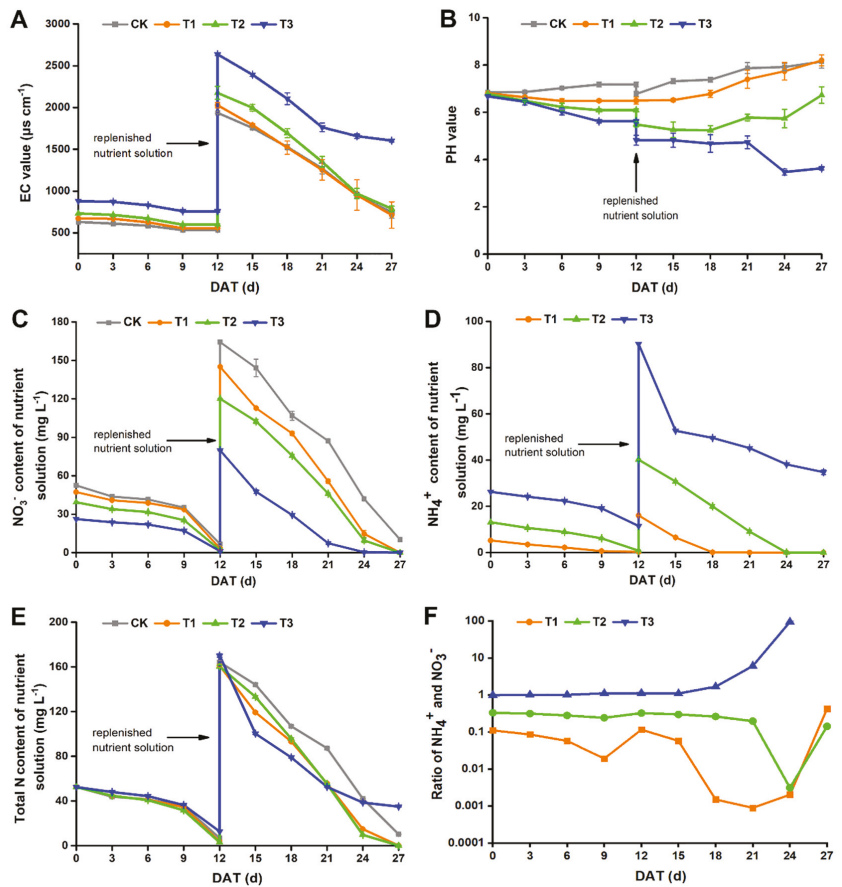 A
CK T1 T2 T3
3000
2500
2000
1500
1000
500
EC value (µs cm⁻¹)
replenished
nutrient solution
0 3 6 9 12 15 18 21 24 27
DAT (d)
B
CK T1 T2 T3
10
8
6
4
2
0
PH value
replenished
nutrient solution
0 3 6 9 12 15 18 21 24 27
DAT (d)
C
CK T1 T2 T3
180
150
120
90
60
30
0
NO₃⁻ content of nutrient
solution (mg L⁻¹)
replenished
nutrient solution
0 3 6 9 12 15 18 21 24 27
DAT (d)
D
T1 T2 T3
100
80
60
40
20
0
NH₄⁺ content of nutrient
solution (mg L⁻¹)
replenished
nutrient solution
0 3 6 9 12 15 18 21 24 27
DAT (d)
E
CK T1 T2 T3
200
160
120
80
40
0
Total N content of nutrient
solution (mg L⁻¹)
replenished
nutrient solution
0 3 6 9 12 15 18 21 24 27
DAT (d)
F
T1 T2 T3
100
10
1
0.1
0.01
0.001
0.0001
Ratio of NH₄⁺ and NO₃⁻
0 3 6 9 12 15 18 21 24 27
DAT (d)